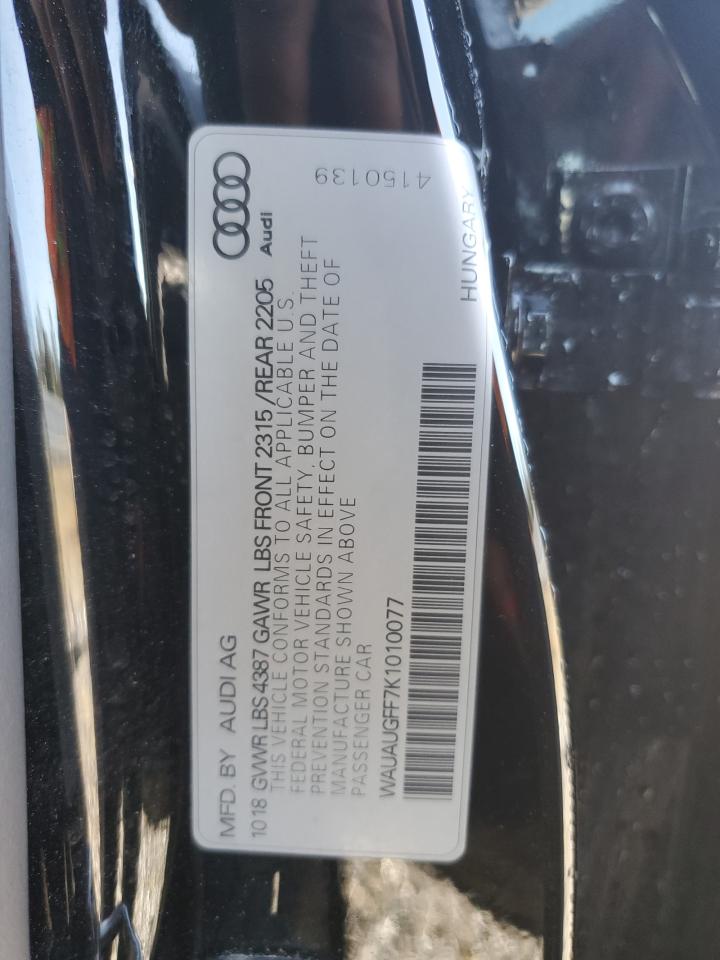 MFD. BY AUDI AG
1018 GVWR LBS 4387 GAWR LBS FRONT 2315 /REAR 2205 Audi
THIS VEHICLE CONFORMS TO ALL APPLICABLE U.S.
FEDERAL MOTOR VEHICLE SAFETY, BUMPER AND THEFT
PREVENTION STANDARDS IN EFFECT ON THE DATE OF
MANUFACTURE SHOWN ABOVE
PASSENGER CAR
WAUAUGFF7K1010077
4150139
HUNGARY